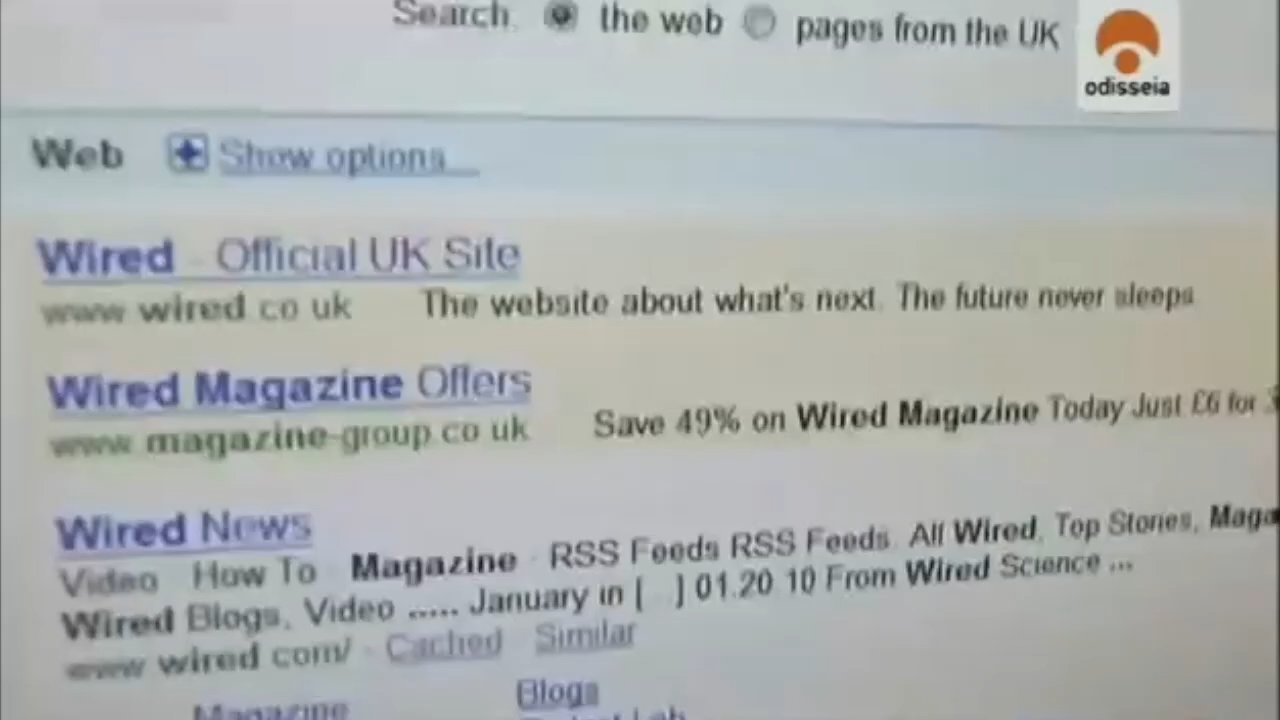 Search: the web pages from the UK
odisseia
Web Show options...
Wired - Official UK Site
www.wired.co.uk The website about what's next. The future never sleeps
Wired Magazine Offers
www.magazine-group.co.uk Save 49% on Wired Magazine Today Just £6 for
Wired News
Video · How To · Magazine · RSS Feeds RSS Feeds. All Wired, Top Stories, Maga
Wired Blogs, Video ..... January in [...] 01.20.10 From Wired Science ...
www.wired.com/ · Cached · Similar
Magazine Blogs